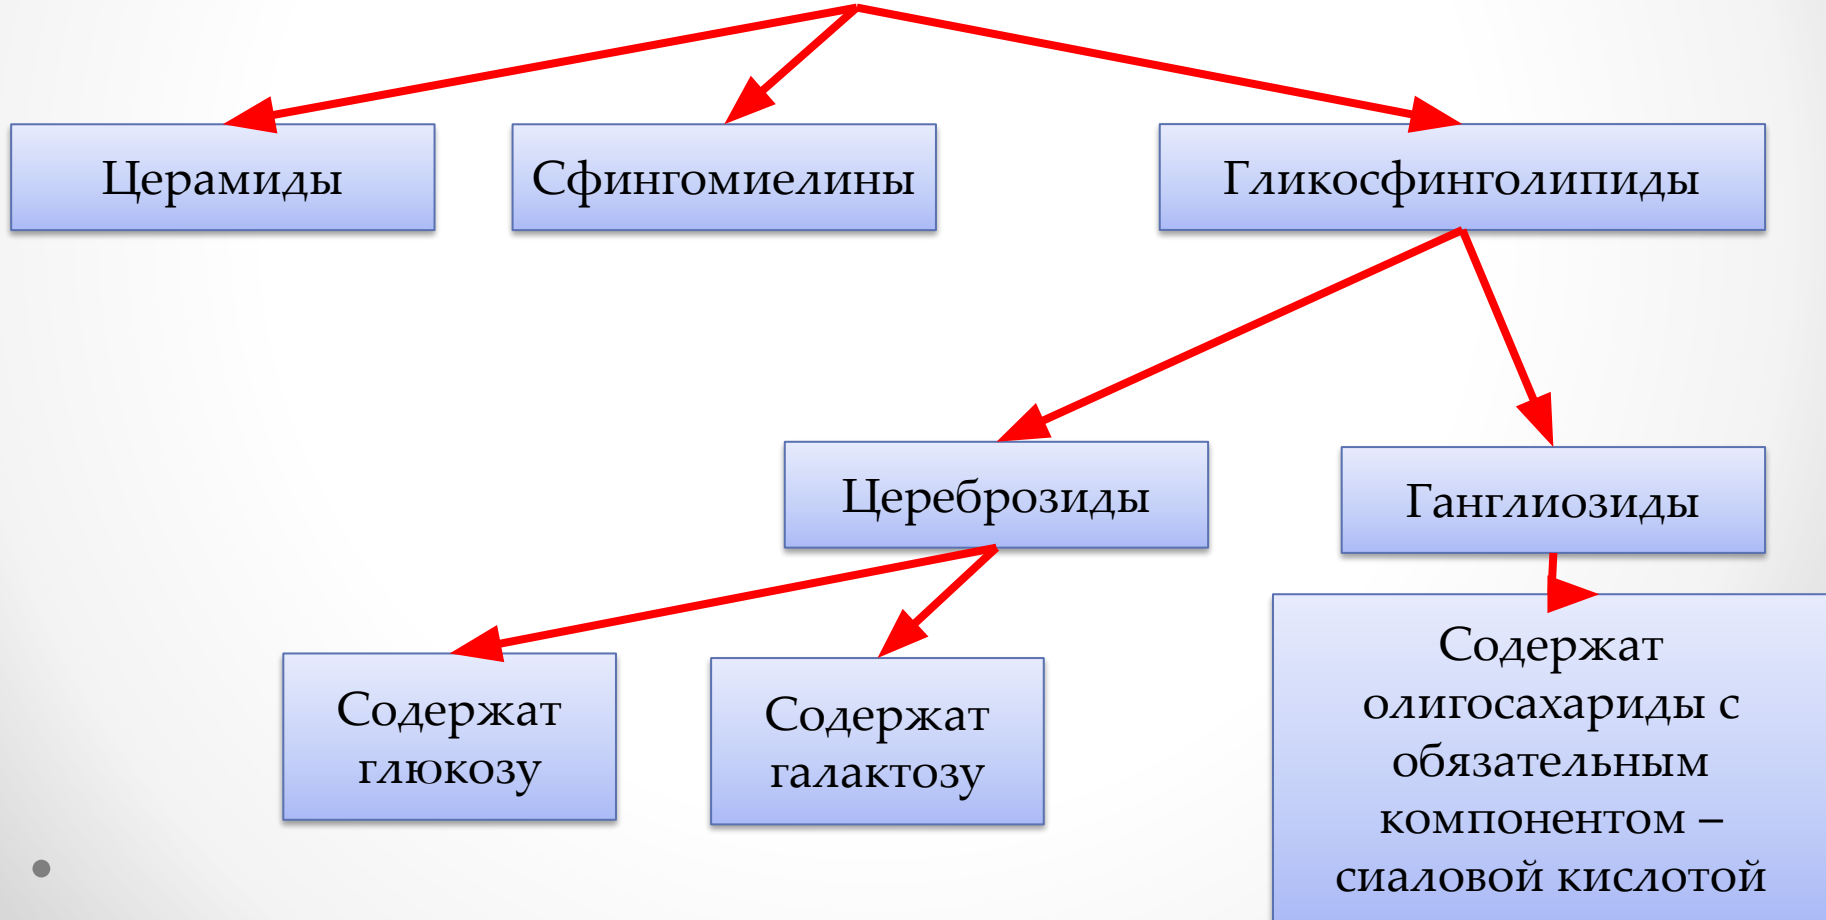 Церамиды
Сфингомиелины
Гликосфинголипиды
Цереброзиды
Ганглиозиды
Содержат
глюкозу
Содержат
галактозу
Содержат
олигосахариды с
обязательным
компонентом –
сиаловой кислотой